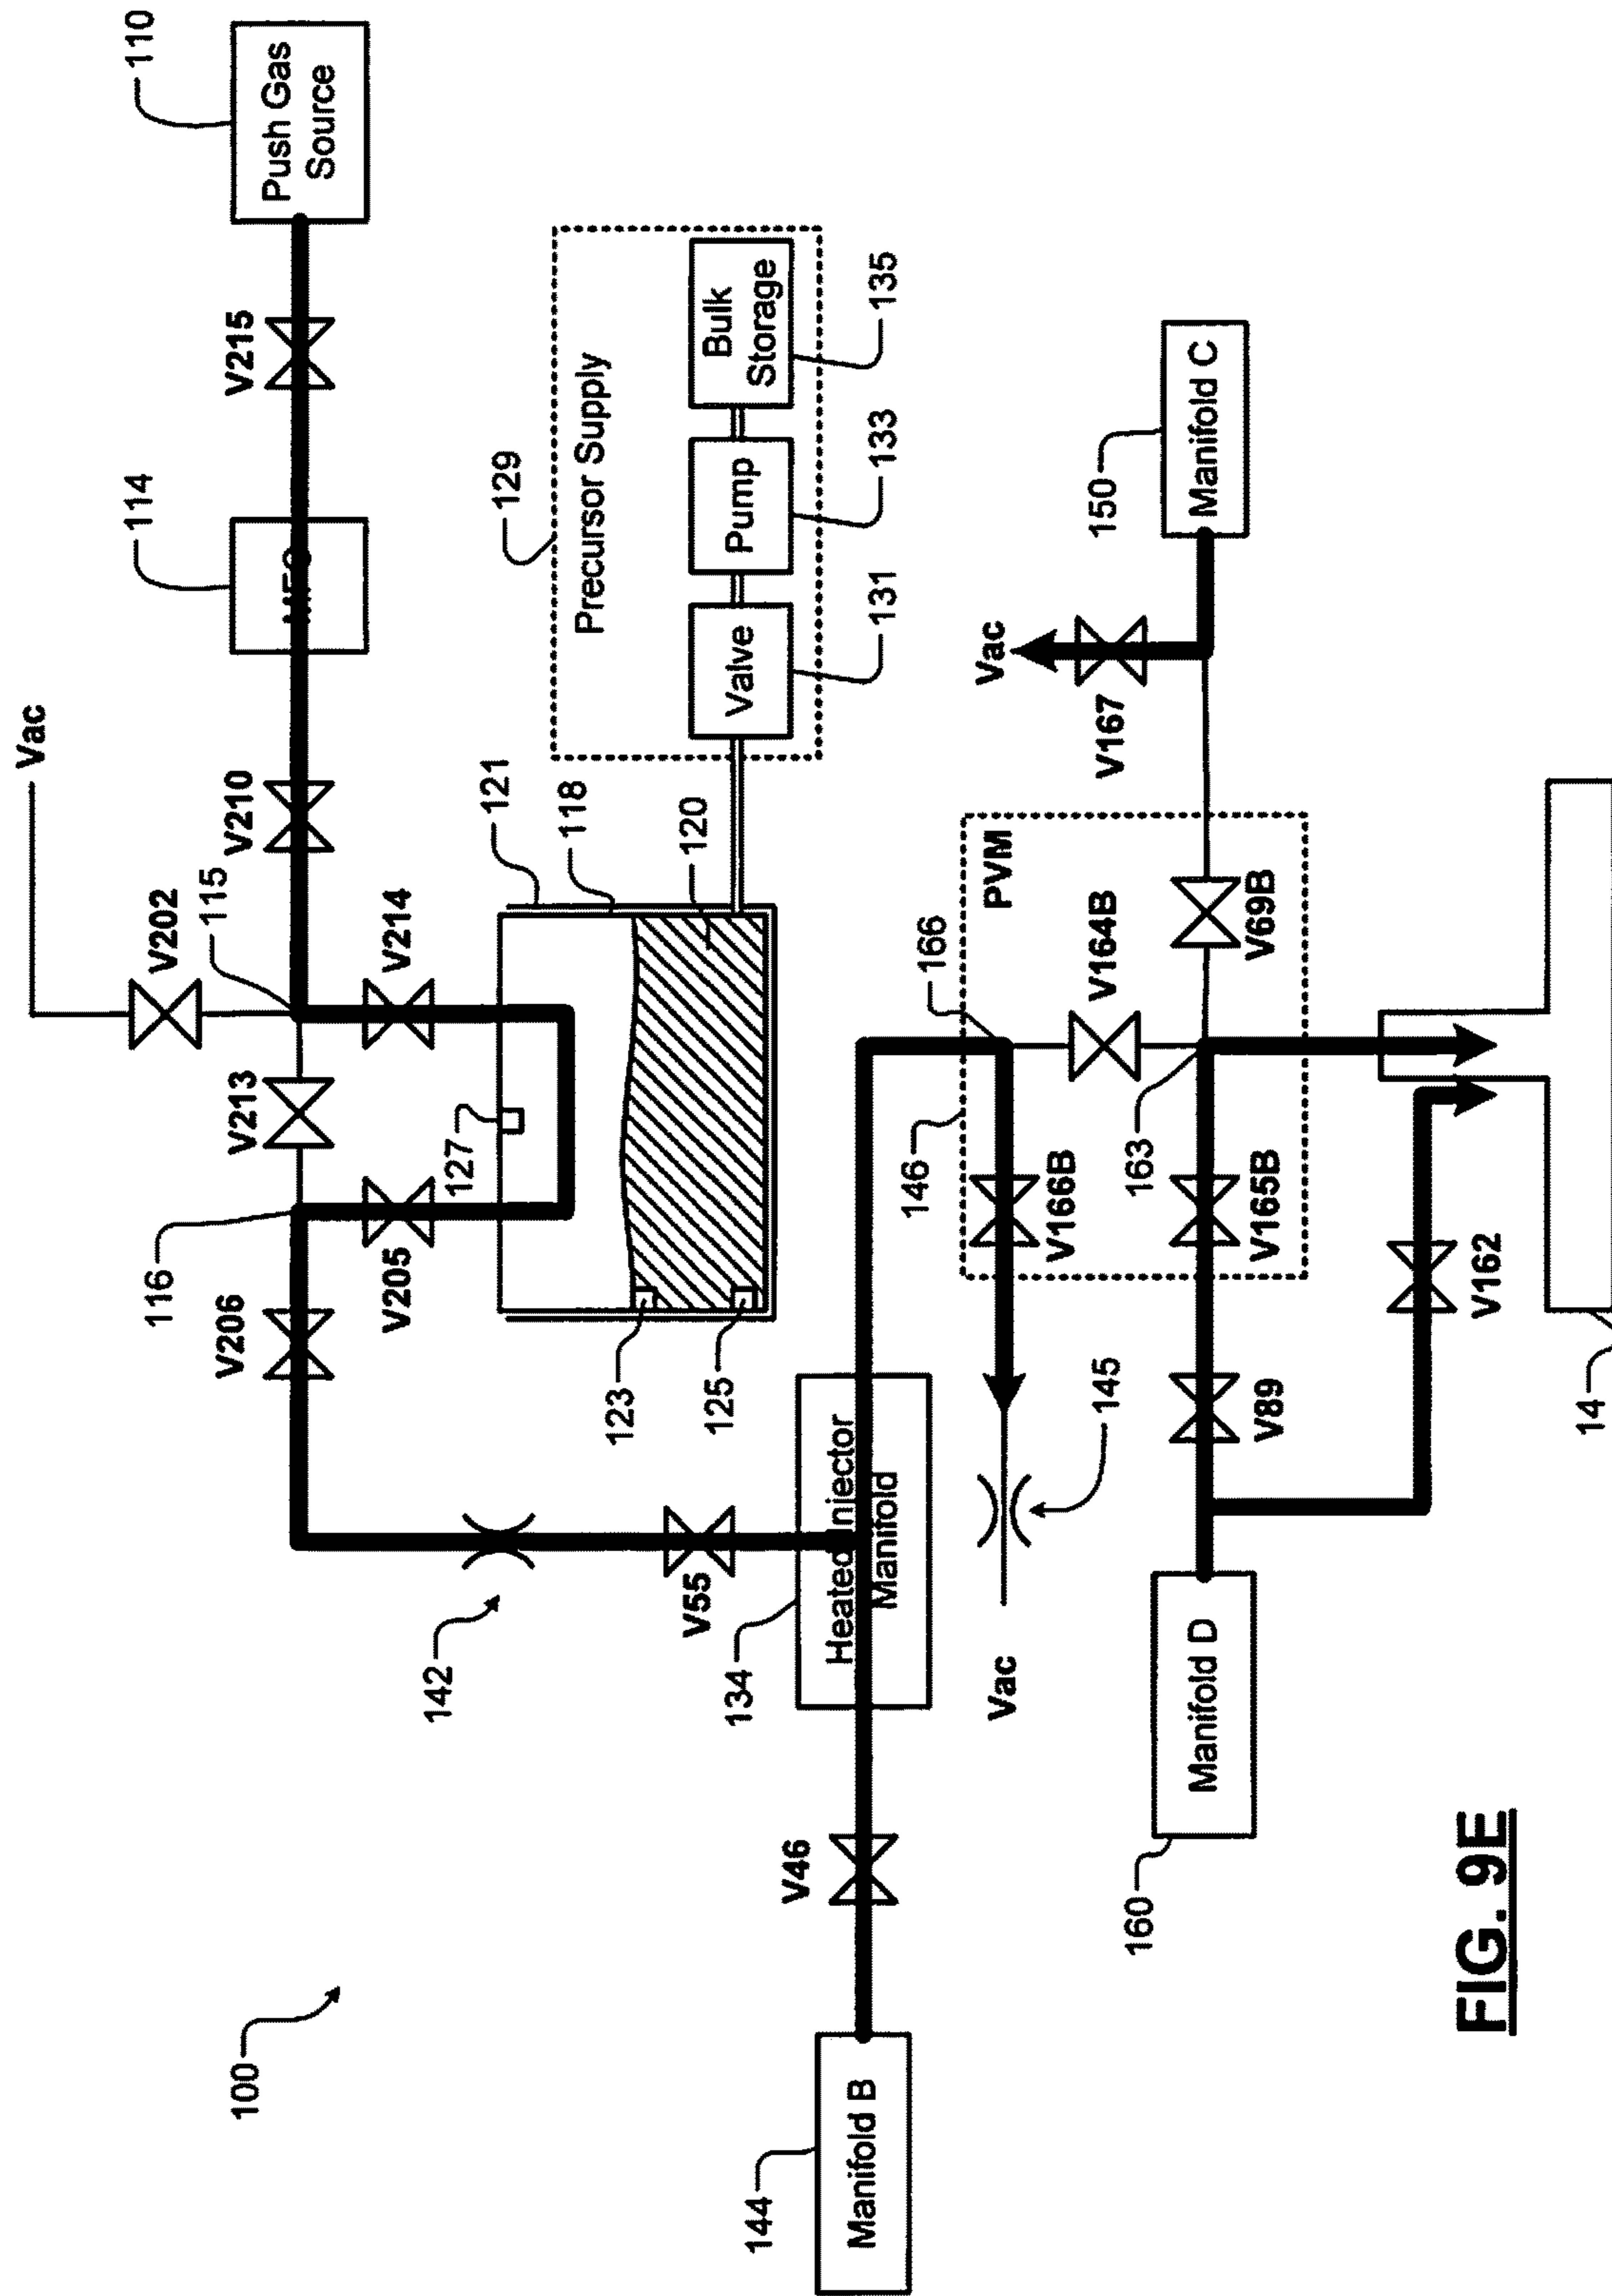 100
110
Push Gas
Source
V215
114
V210
Vac
V202
115
V214
V213
116
V205
V206
127
121
118
120
123
125
129
Precursor Supply
Valve
Pump
Bulk
Storage
131
133
135
142
V55
134
Heated Injector
Manifold
V46
144
Manifold B
166
PVM
146
V166B
V164B
V69B
163
V165B
145
Vac
V167
Vac
150
Manifold C
V89
V162
160
Manifold D
14
FIG. 9E